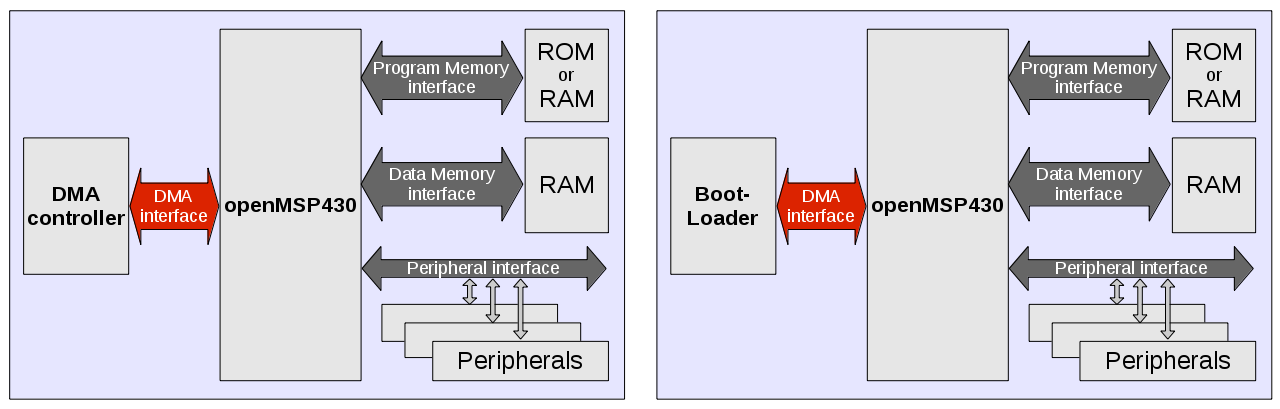 DMA
controller
DMA
interface
openMSP430
Program Memory
interface
ROM
or
RAM
Data Memory
interface
RAM
Peripheral interface
Peripherals
Boot-
Loader
DMA
interface
openMSP430
Program Memory
interface
ROM
or
RAM
Data Memory
interface
RAM
Peripheral interface
Peripherals